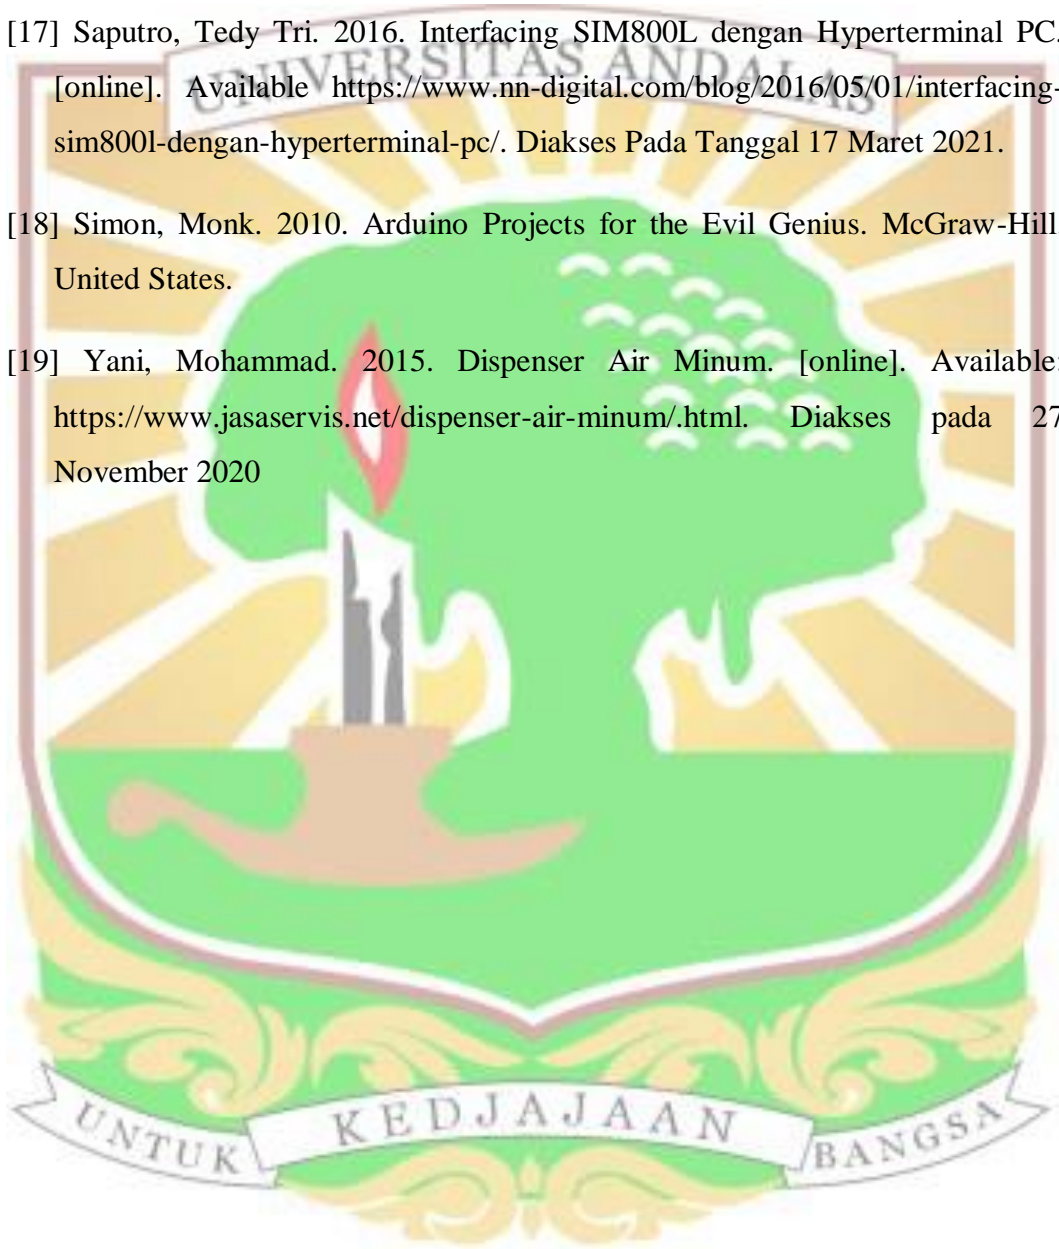 [17] Saputro, Tedy Tri. 2016. Interfacing SIM800L dengan Hyperterminal PC.
UNIVERSITAS ANDALAS
[online]. Available https://www.nn-digital.com/blog/2016/05/01/interfacing-
sim800l-dengan-hyperterminal-pc/. Diakses Pada Tanggal 17 Maret 2021.
[18] Simon, Monk. 2010. Arduino Projects for the Evil Genius. McGraw-Hill.
United States.
[19] Yani, Mohammad. 2015. Dispenser Air Minum. [online]. Available:
https://www.jasaservis.net/dispenser-air-minum/.html. Diakses pada 27
November 2020
UNTUK KEDJAJAAN BANGSA